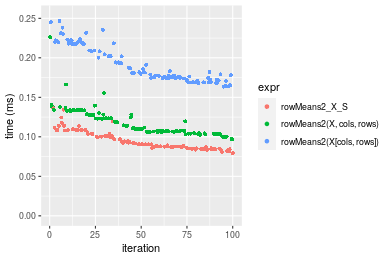 0.25
0.20
0.15
0.10
0.05
0.00
time (ms)
0
25
50
75
100
iteration
expr
rowMeans2_X_S
rowMeans2(X, cols, rows)
rowMeans2(X[cols, rows])